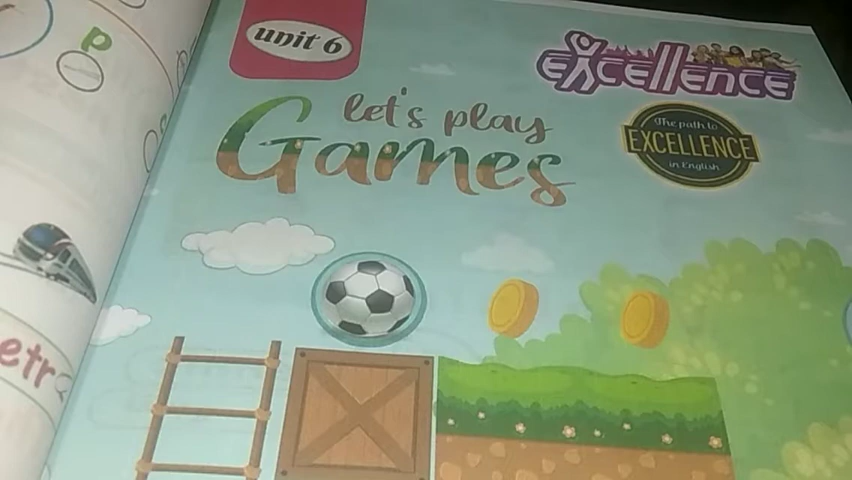 p
etr
unit 6
let's play
Games
excellence
The path to
EXCELLENCE
in English